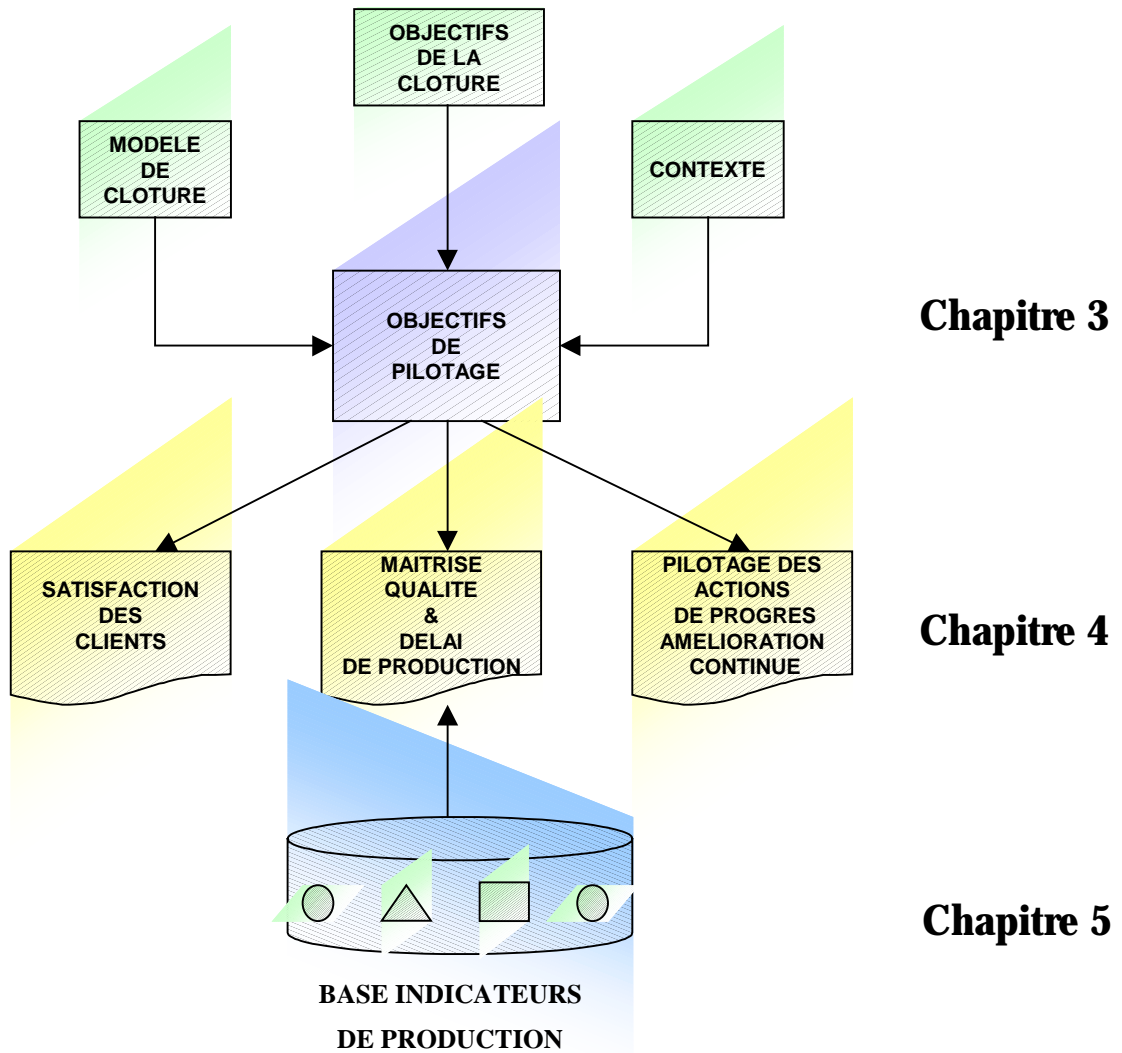 OBJECTIFS
DE LA
CLOTURE
MODELE
DE
CLOTURE
CONTEXTE
OBJECTIFS
DE
PILOTAGE
Chapitre 3
SATISFACTION
DES
CLIENTS
MAITRISE
QUALITE
&
DELAI
DE PRODUCTION
PILOTAGE DES
ACTIONS
DE PROGRES
AMELIORATION
CONTINUE
Chapitre 4
Chapitre 5
BASE INDICATEURS
DE PRODUCTION